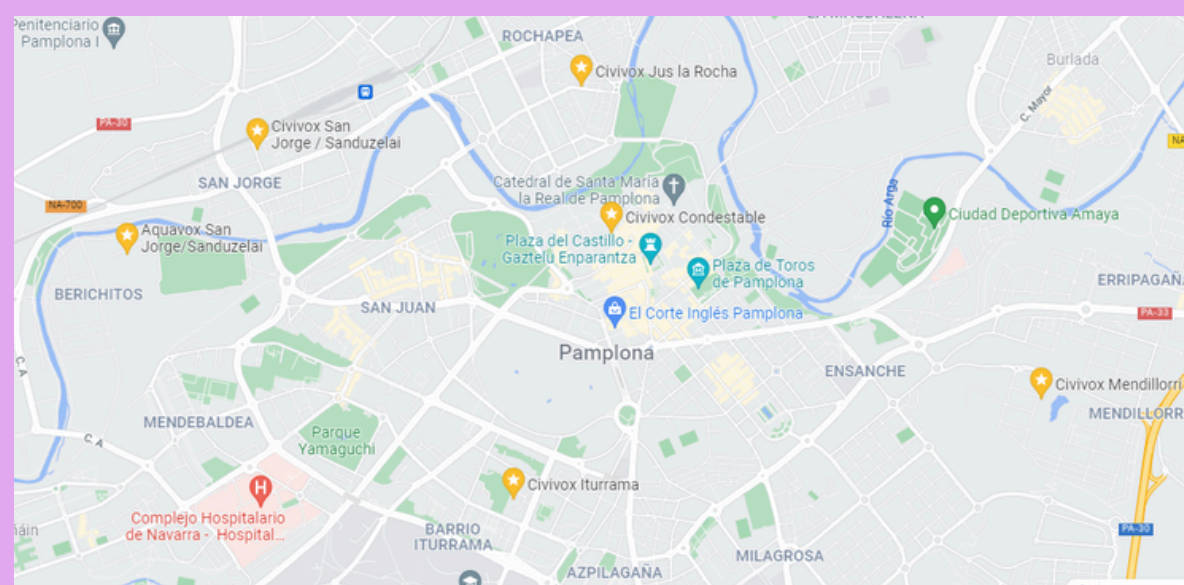 Penitenciario
Pamplona I
ROCHAPEA
Civivox Jus la Rocha
Burlada
C. Mayor
PA-30
Civivox San
Jorge / Sanduzelai
SAN JORGE
Catedral de Santa María
la Real de Pamplona
NA-700
Civivox Condestable
Río Arga
Ciudad Deportiva Amaya
Aquavox San
Jorge/Sanduzelai
Plaza del Castillo -
Gaztelu Enparantza
Plaza de Toros
de Pamplona
BERICHITOS
SAN JUAN
El Corte Inglés Pamplona
PA-33
Pamplona
ENSANCHE
Civivox Mendillorri
MENDEBALDEA
C. A
C. A
Parque
Yamaguchi
Civivox Iturrama
Complejo Hospitalario
de Navarra - Hospital...
BARRIO
ITURRAMA
PA-30
MILAGROSA
AZPILAGAÑA